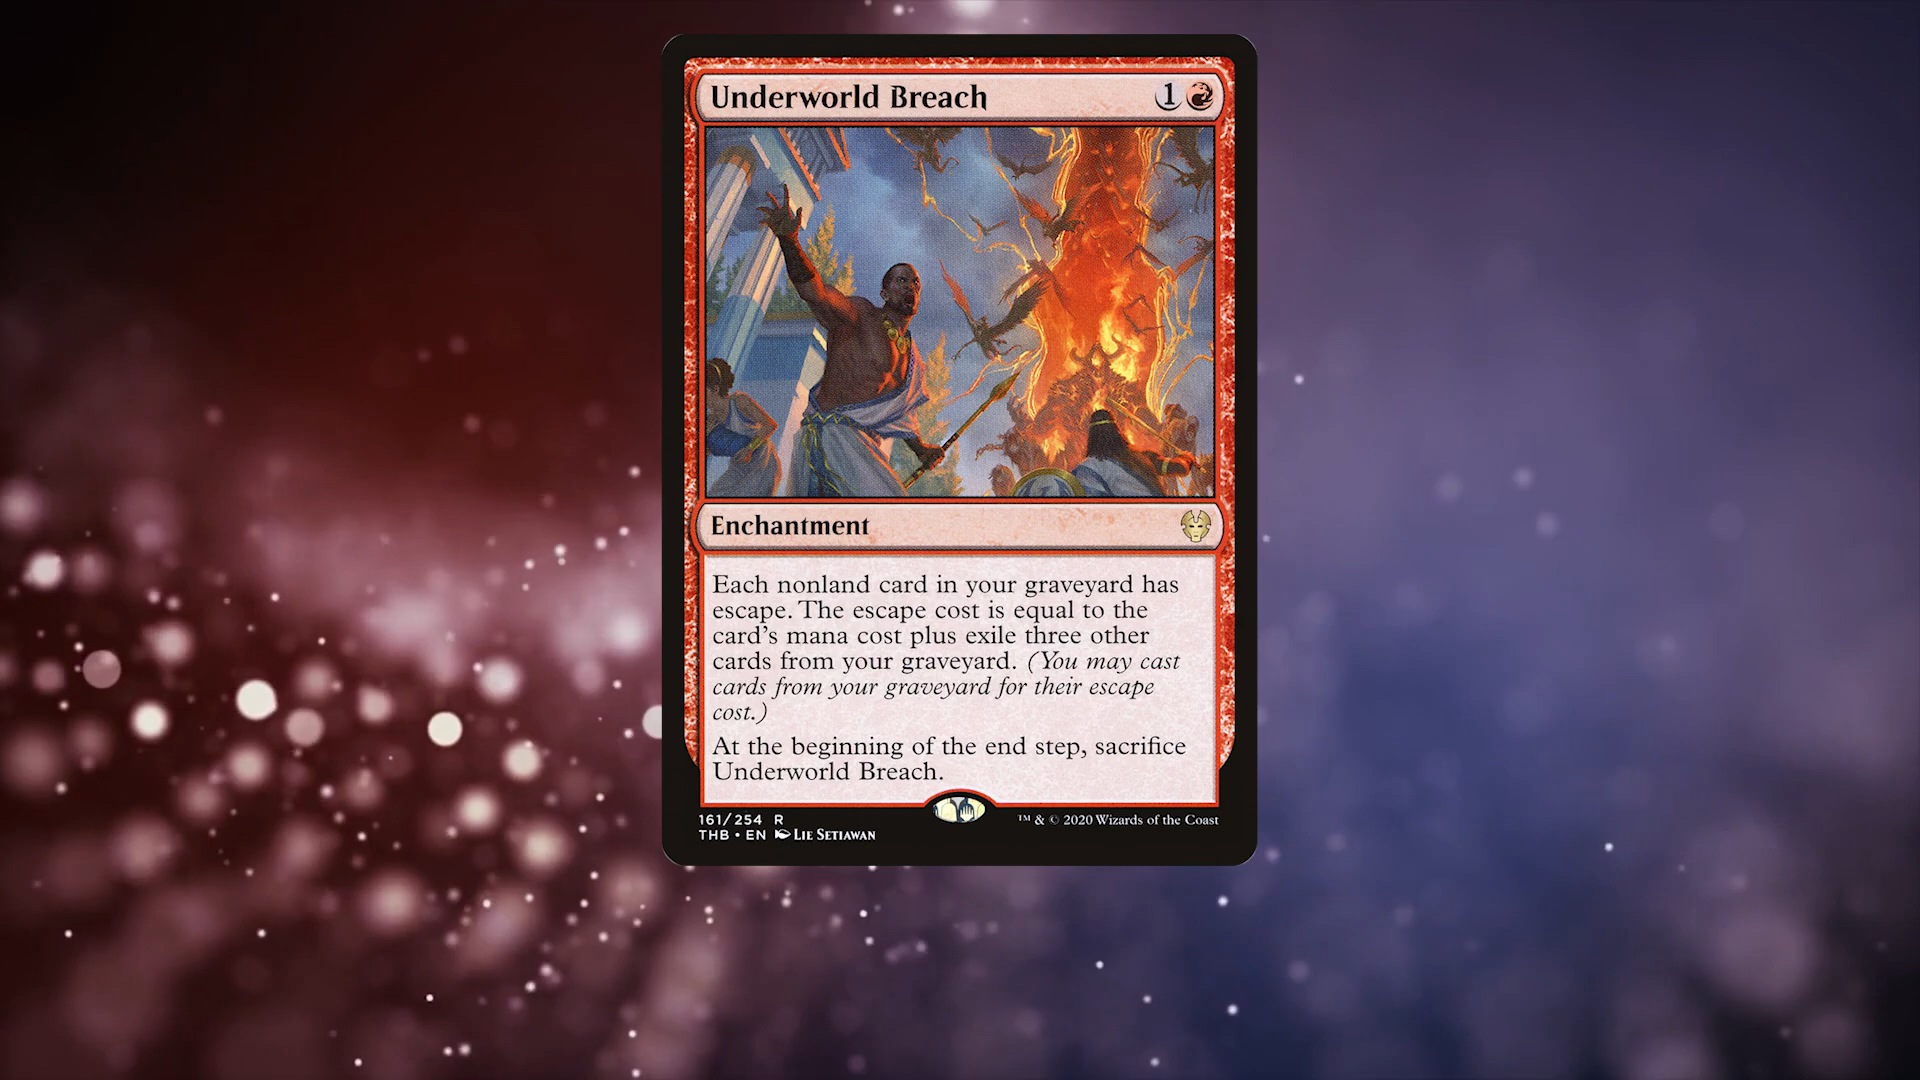 Underworld Breach 1
Enchantment
Each nonland card in your graveyard has
escape. The escape cost is equal to the
card's mana cost plus exile three other
cards from your graveyard. (You may cast
cards from your graveyard for their escape
cost.)
At the beginning of the end step, sacrifice
Underworld Breach.
161/254 R
THB • EN Lie Setiawan
™ & © 2020 Wizards of the Coast